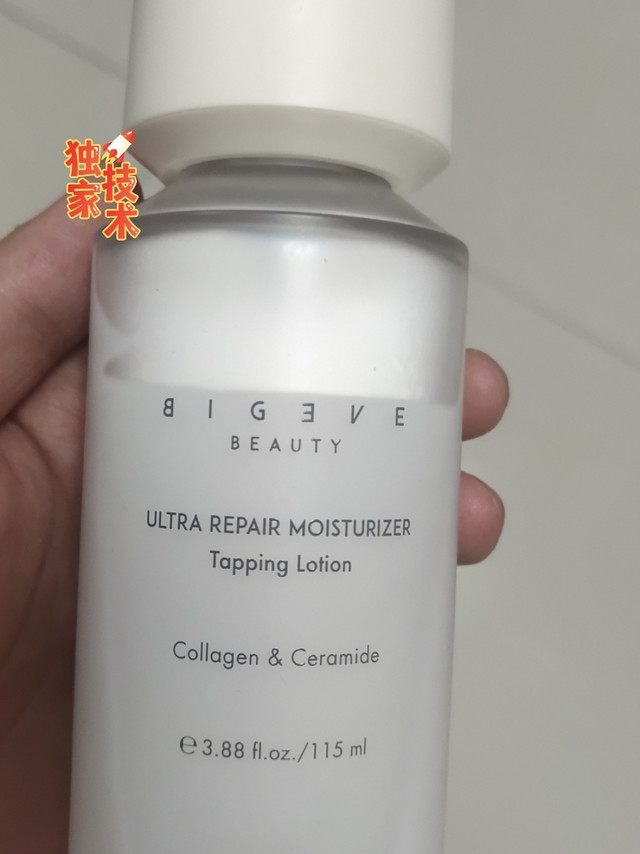 独家
技术
BIGEVE
BEAUTY
ULTRA REPAIR MOISTURIZER
Tapping Lotion
Collagen & Ceramide
℮ 3.88 fl.oz./115 ml